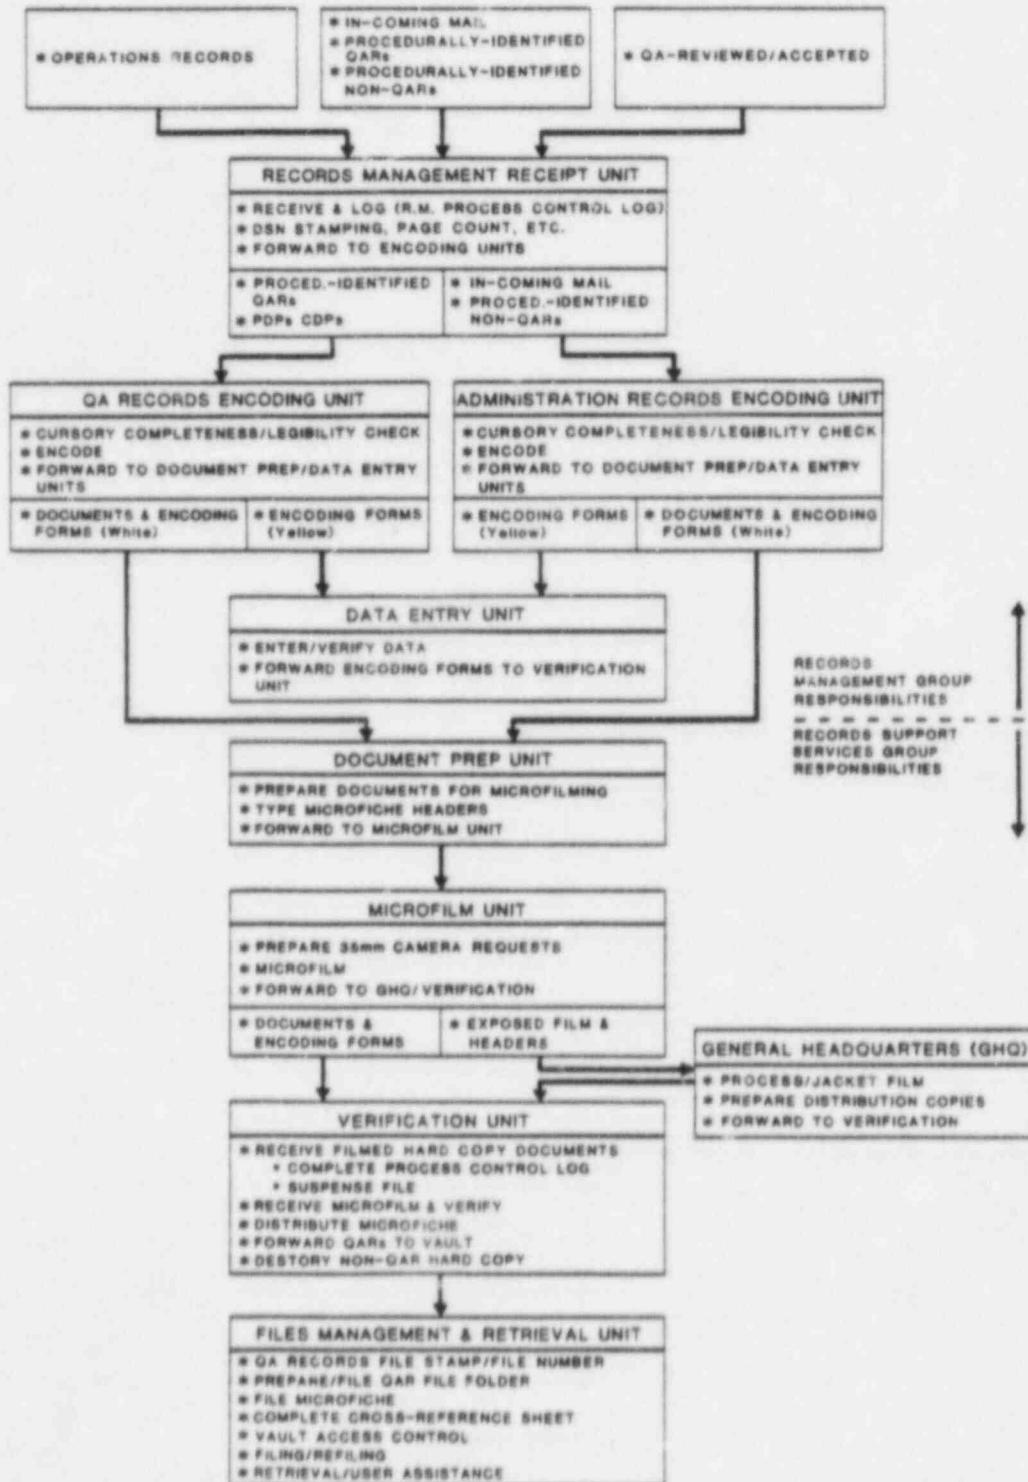 * OPERATIONS RECORDS
* IN-COMING MAIL
* PROCEDURALLY-IDENTIFIED
QARs
* PROCEDURALLY-IDENTIFIED
NON-QARs
* QA-REVIEWED/ACCEPTED
RECORDS MANAGEMENT RECEIPT UNIT
* RECEIVE & LOG (R.M. PROCESS CONTROL LOG)
* DSN STAMPING, PAGE COUNT, ETC.
* FORWARD TO ENCODING UNITS
* PROCED.-IDENTIFIED
QARs
* PDPs CDPs
* IN-COMING MAIL
* PROCED.-IDENTIFIED
NON-QARs
QA RECORDS ENCODING UNIT
* CURSORY COMPLETENESS/LEGIBILITY CHECK
* ENCODE
* FORWARD TO DOCUMENT PREP/DATA ENTRY
UNITS
* DOCUMENTS & ENCODING
FORMS (White)
* ENCODING FORMS
(Yellow)
ADMINISTRATION RECORDS ENCODING UNIT
* CURSORY COMPLETENESS/LEGIBILITY CHECK
* ENCODE
* FORWARD TO DOCUMENT PREP/DATA ENTRY
UNITS
* ENCODING FORMS
(Yellow)
* DOCUMENTS & ENCODING
FORMS (White)
DATA ENTRY UNIT
* ENTER/VERIFY DATA
* FORWARD ENCODING FORMS TO VERIFICATION
UNIT
RECORDS
MANAGEMENT GROUP
RESPONSIBILITIES
RECORDS SUPPORT
SERVICES GROUP
RESPONSIBILITIES
DOCUMENT PREP UNIT
* PREPARE DOCUMENTS FOR MICROFILMING
* TYPE MICROFICHE HEADERS
* FORWARD TO MICROFILM UNIT
MICROFILM UNIT
* PREPARE 35mm CAMERA REQUESTS
* MICROFILM
* FORWARD TO GHQ/VERIFICATION
* DOCUMENTS &
ENCODING FORMS
* EXPOSED FILM &
HEADERS
GENERAL HEADQUARTERS (GHQ)
* PROCESS/JACKET FILM
* PREPARE DISTRIBUTION COPIES
* FORWARD TO VERIFICATION
VERIFICATION UNIT
* RECEIVE FILMED HARD COPY DOCUMENTS
* COMPLETE PROCESS CONTROL LOG
* SUSPENSE FILE
* RECEIVE MICROFILM & VERIFY
* DISTRIBUTE MICROFICHE
* FORWARD QARs TO VAULT
* DESTORY NON-QAR HARD COPY
FILES MANAGEMENT & RETRIEVAL UNIT
* QA RECORDS FILE STAMP/FILE NUMBER
* PREPARE/FILE QAR FILE FOLDER
* FILE MICROFICHE
* COMPLETE CROSS-REFERENCE SHEET
* VAULT ACCESS CONTROL
* FILING/REFILING
* RETRIEVAL/USER ASSISTANCE